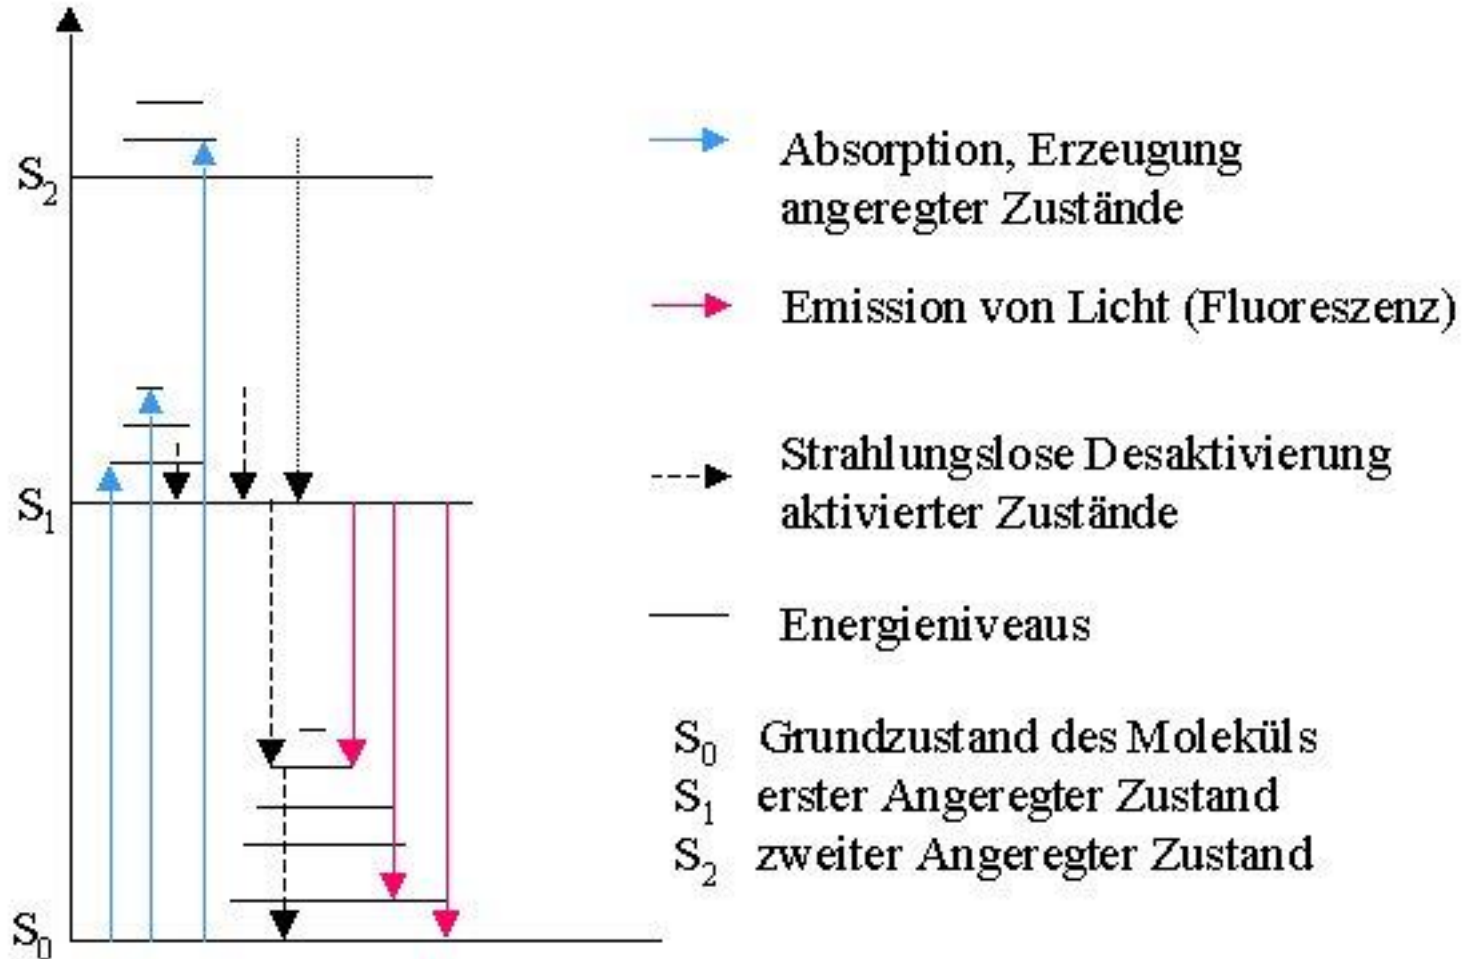 S₂
S₁
S₀
Absorption, Erzeugung
angeregter Zustände
Emission von Licht (Fluoreszenz)
Strahlungslose Desaktivierung
aktivierter Zustände
Energieniveaus
S₀ Grundzustand des Moleküls
S₁ erster Angeregter Zustand
S₂ zweiter Angeregter Zustand